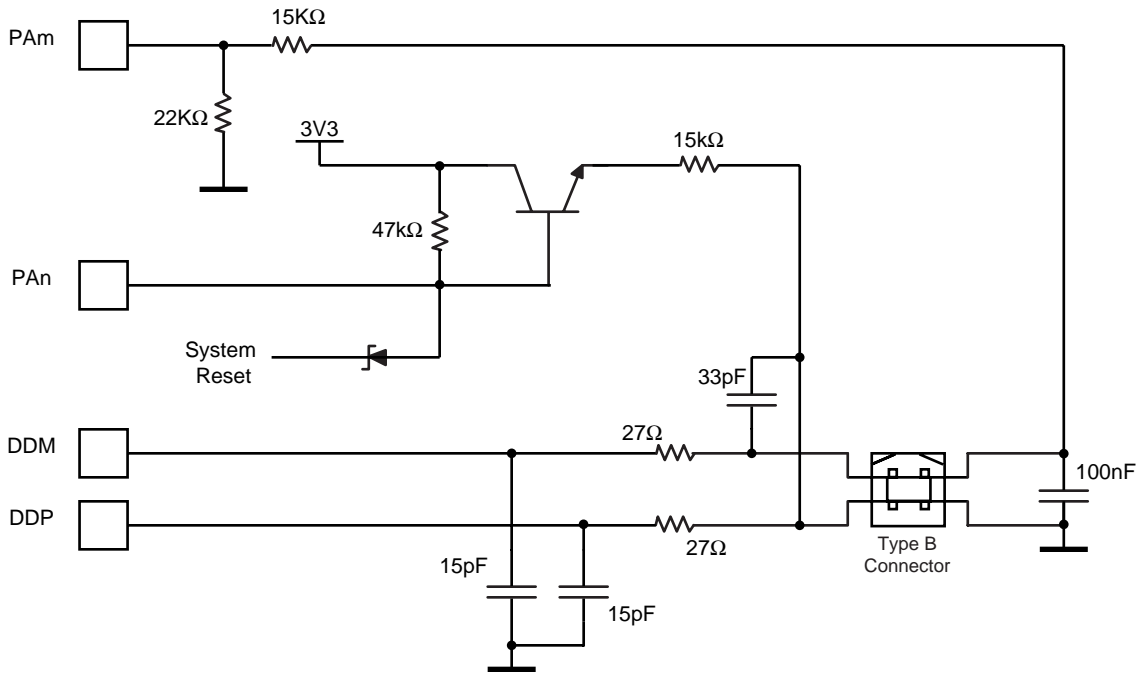 PAm
15KΩ
22KΩ
3V3
15kΩ
47kΩ
PAn
System
Reset
33pF
DDM
27Ω
100nF
DDP
27Ω
Type B
Connector
15pF
15pF